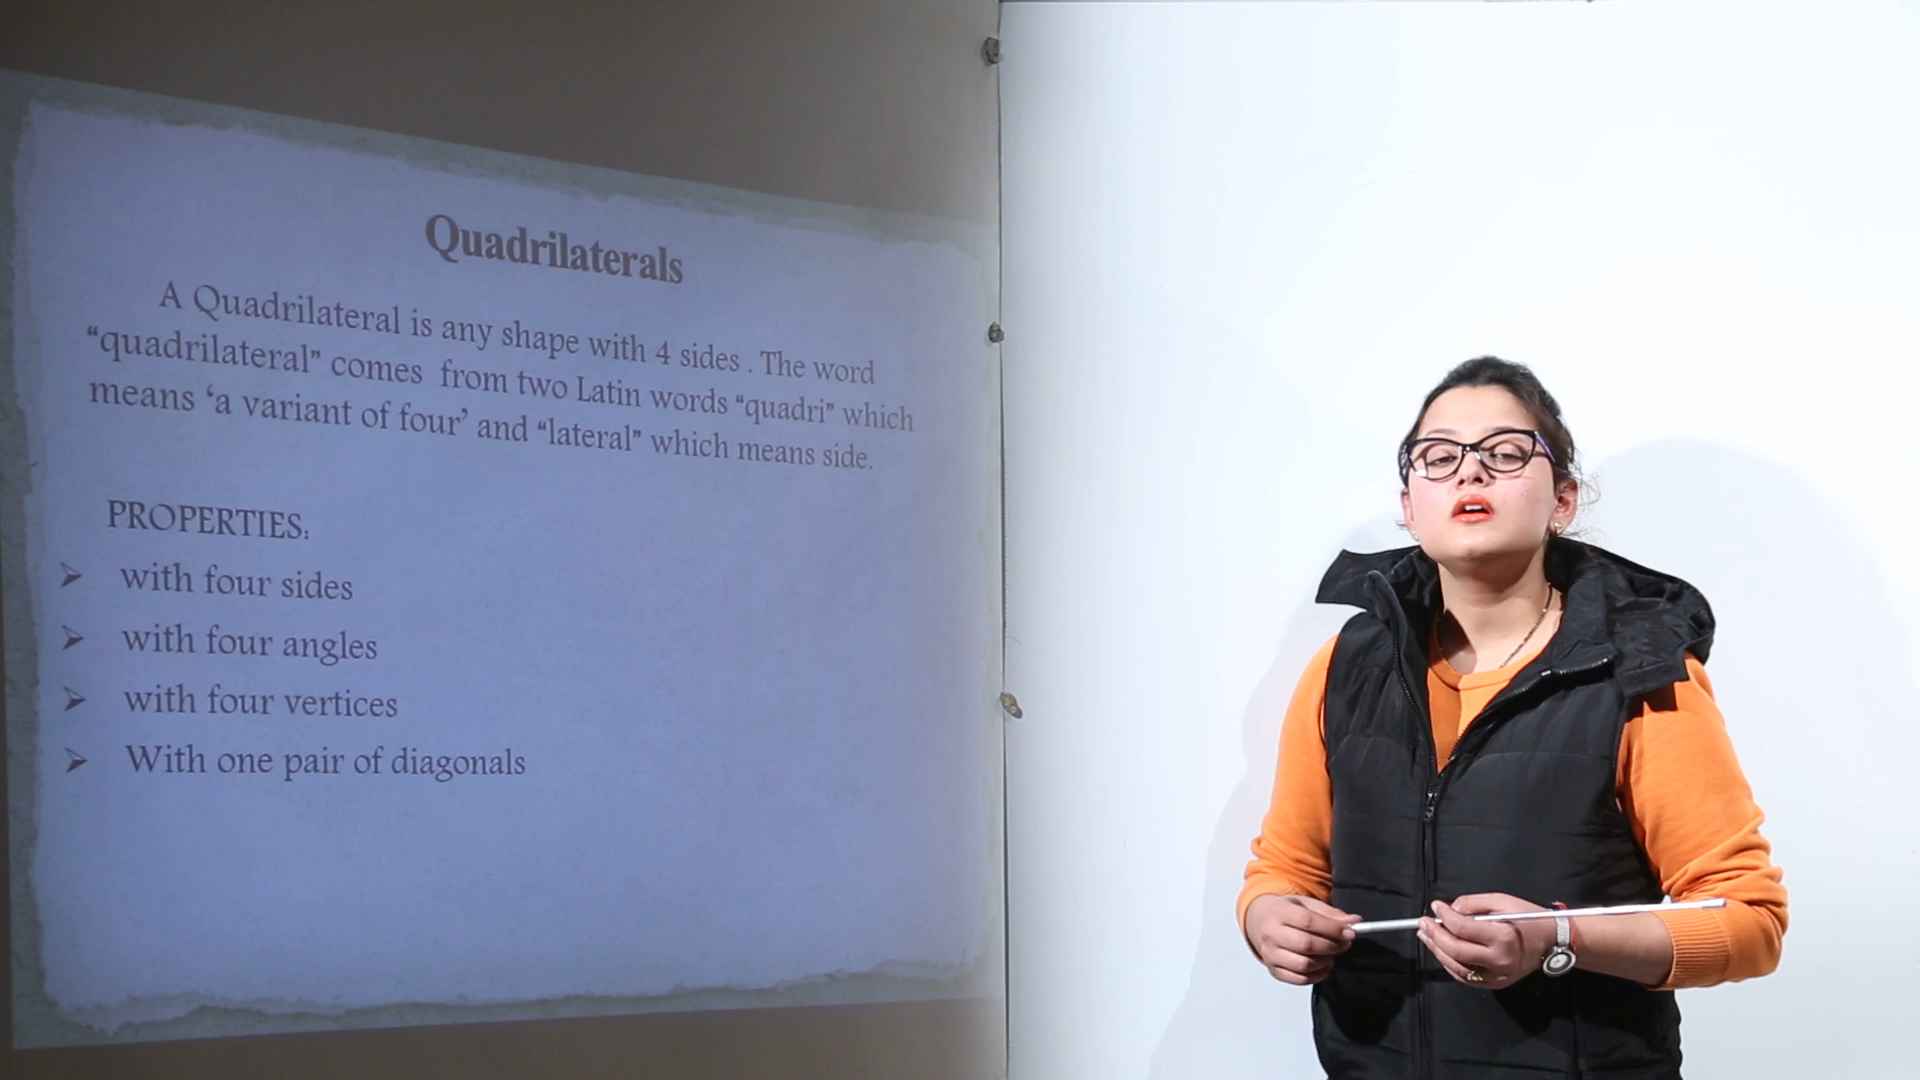 Quadrilaterals
A Quadrilateral is any shape with 4 sides . The word
“quadrilateral” comes from two Latin words “quadri” which
means ‘a variant of four’ and “lateral” which means side.
PROPERTIES:
➢ with four sides
➢ with four angles
➢ with four vertices
➢ With one pair of diagonals